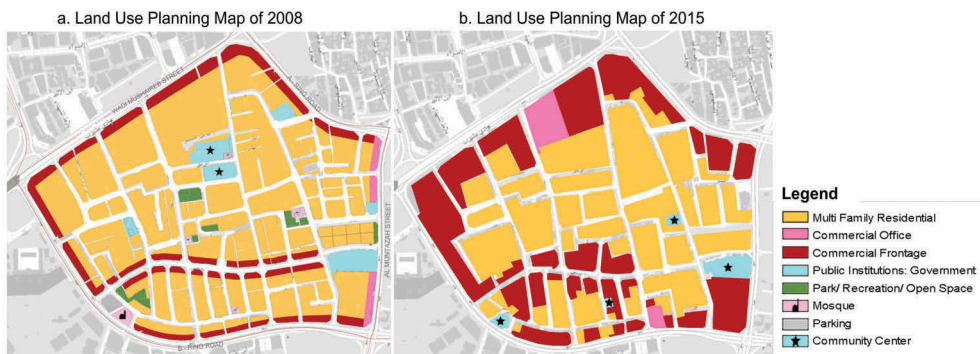 a. Land Use Planning Map of 2008
b. Land Use Planning Map of 2015
WADI MUSHAIREB STREET
A - RING ROAD
AL MUNTAZAH STREET
B - RING ROAD
Legend
Multi Family Residential
Commercial Office
Commercial Frontage
Public Institutions: Government
Park/ Recreation/ Open Space
Mosque
Parking
Community Center